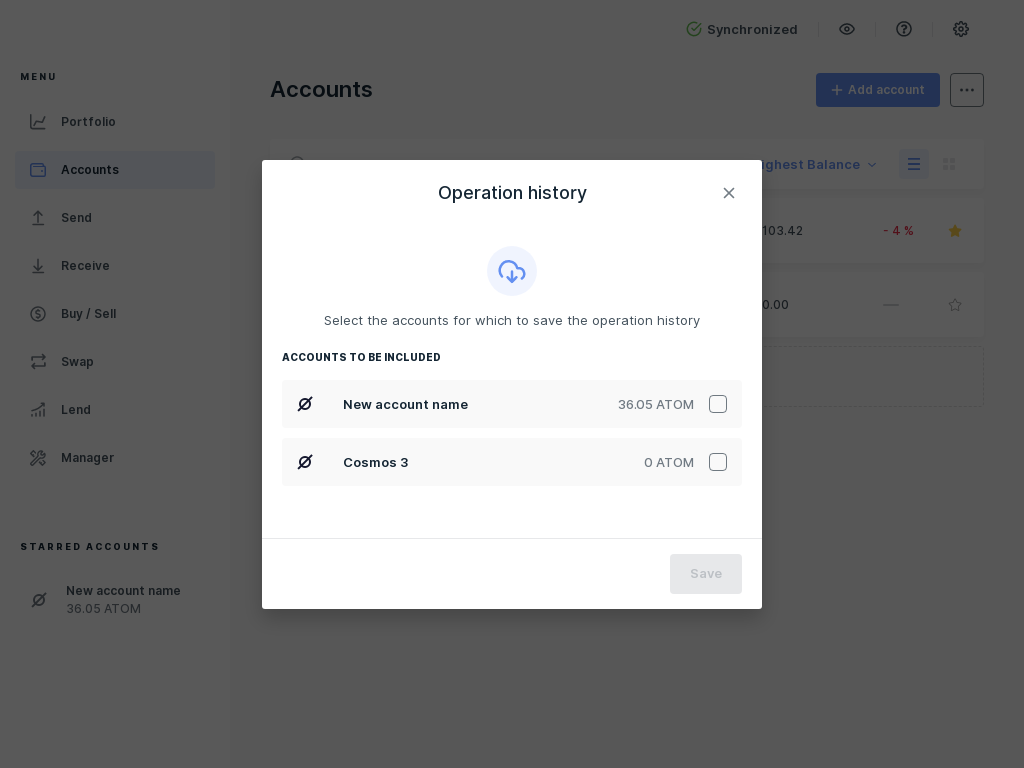 Synchronized
MENU
Accounts
+ Add account
Portfolio
Accounts
Send
Receive
Buy / Sell
Swap
Lend
Manager
STARRED ACCOUNTS
New account name
36.05 ATOM
Balance
103.42
- 4 %
0.00
Operation history
Select the accounts for which to save the operation history
ACCOUNTS TO BE INCLUDED
New account name
36.05 ATOM
Cosmos 3
0 ATOM
Save